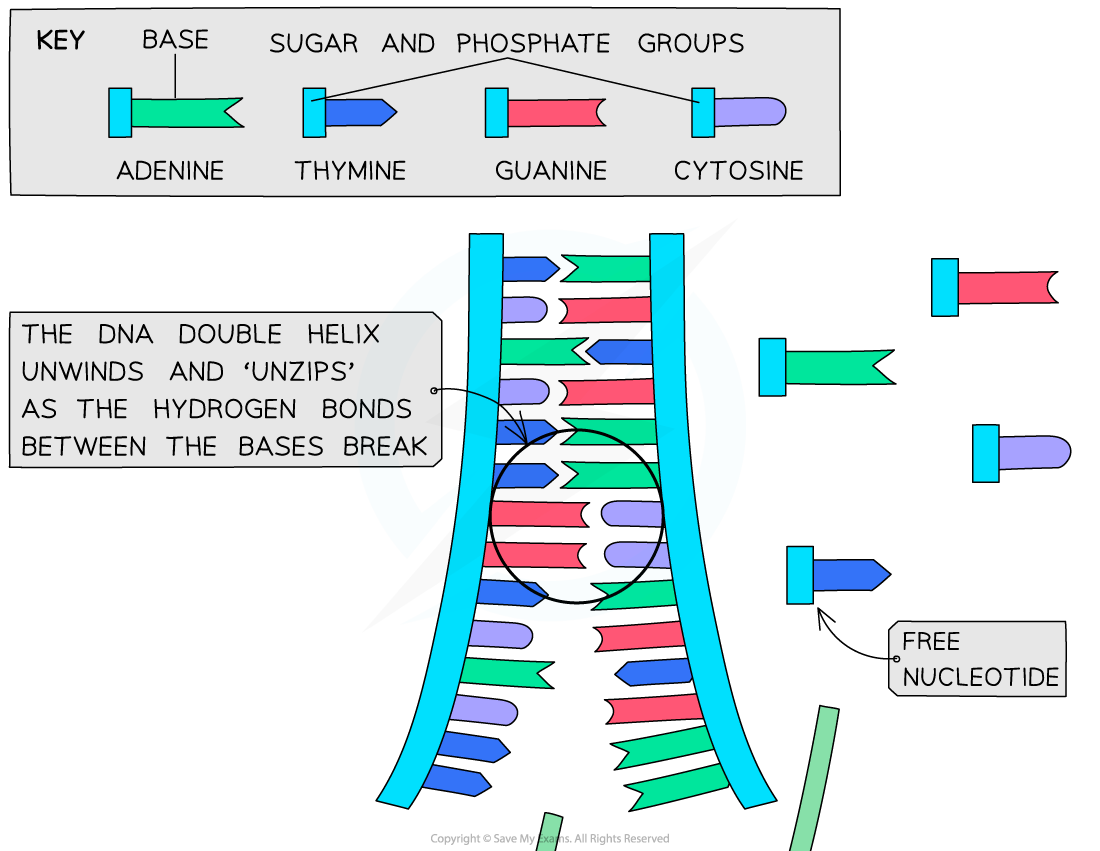 KEY BASE SUGAR AND PHOSPHATE GROUPS
ADENINE THYMINE GUANINE CYTOSINE
THE DNA DOUBLE HELIX
UNWINDS AND ‘UNZIPS’
AS THE HYDROGEN BONDS
BETWEEN THE BASES BREAK
FREE
NUCLEOTIDE
Copyright © Save My Exams. All Rights Reserved